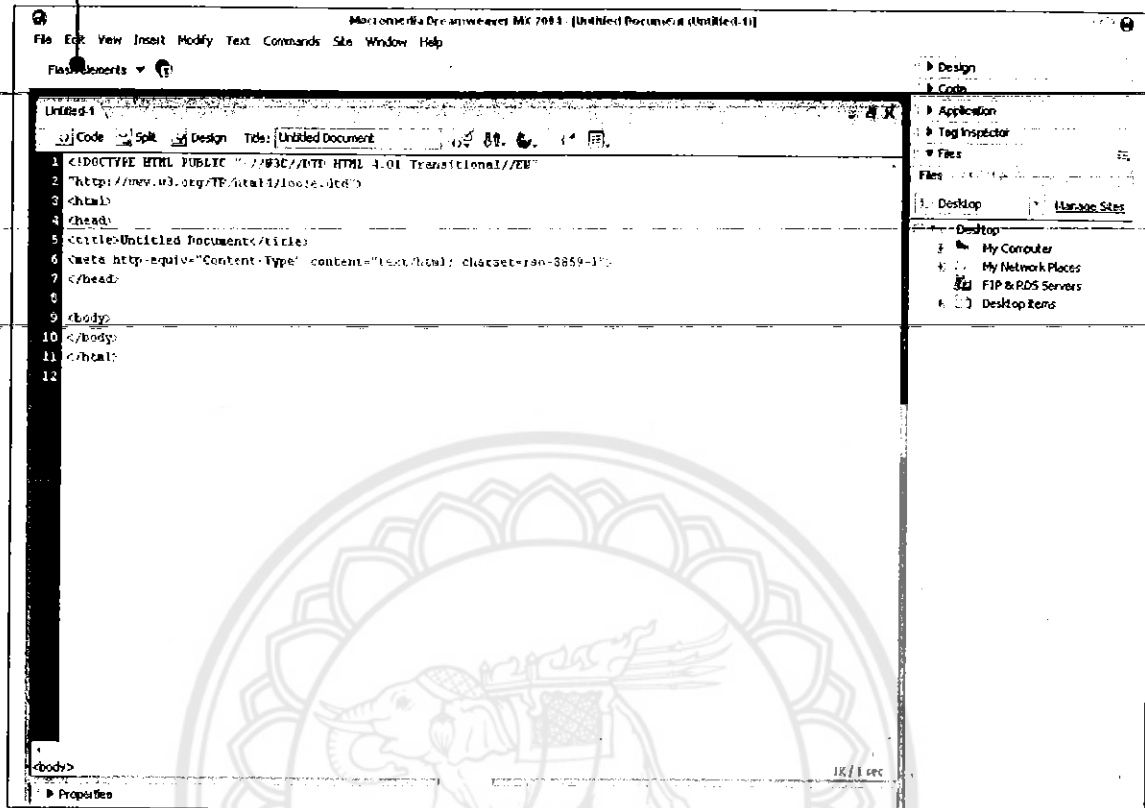 Macromedia Dreamweaver MX 2004 - [Untitled Document (Untitled-1)]
File Edit View Insert Modify Text Commands Site Window Help
Flash elements
Untitled-1
Code Split Design Title: Untitled Document
1 <!DOCTYPE HTML PUBLIC "-//W3C//DTD HTML 4.01 Transitional//EN"
2 "http://www.w3.org/TR/html4/loose.dtd">
3 <html>
4 <head>
5 <title>Untitled Document</title>
6 <meta http-equiv="Content-Type" content="text/html; charset=iso-8859-1">
7 </head>
8
9 <body>
10 </body>
11 </html>
12
<body>
1K / 1 sec
Properties
Design
Code
Application
Tag Inspector
Files
Files
Desktop Manage Sites
Desktop
My Computer
My Network Places
FTP & RDS Servers
Desktop items